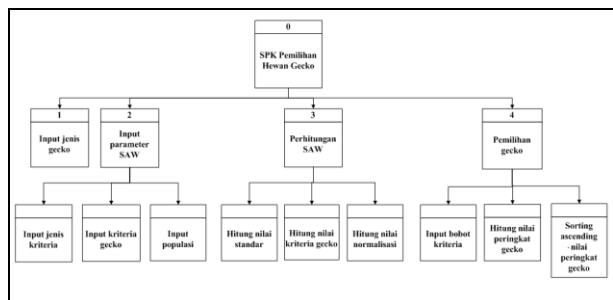 0
SPK Pemilihan
Hewan Gecko
1
Input jenis
gecko
2
Input
parameter
SAW
3
Perhitungan
SAW
4
Pemilihan
gecko
Input jenis
kriteria
Input kriteria
gecko
Input
populasi
Hitung nilai
standar
Hitung nilai
kriteria gecko
Hitung nilai
normalisasi
Input bobot
kriteria
Hitung nilai
peringkat
gecko
Sorting
ascending
-nilai
peringkat
gecko